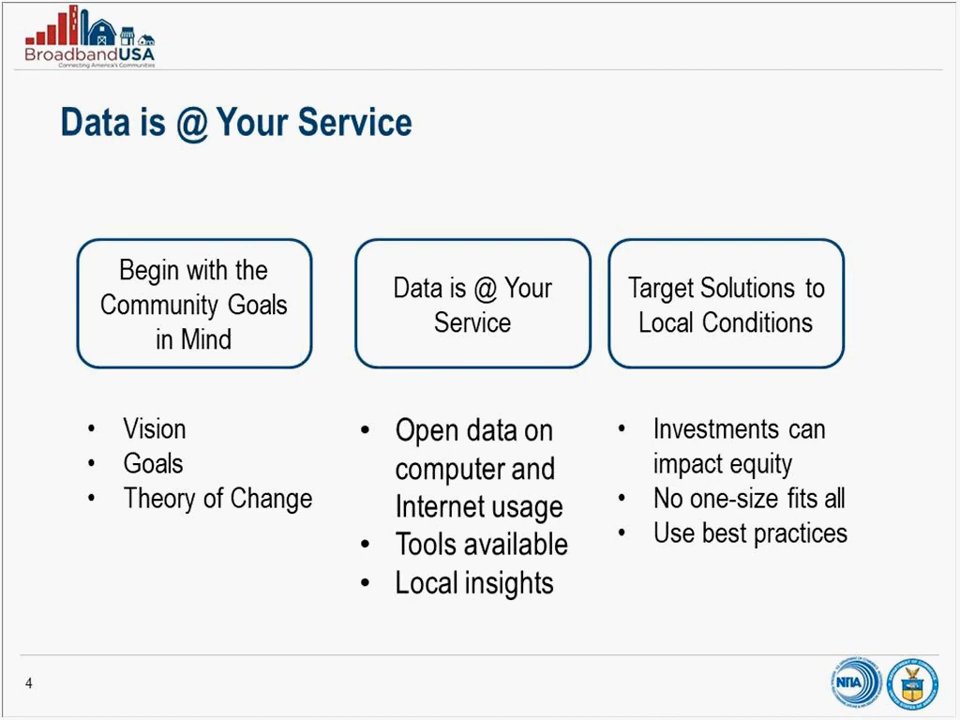 BroadbandUSA
Connecting America's Communities
Data is @ Your Service
Begin with the
Community Goals
in Mind
Data is @ Your
Service
Target Solutions to
Local Conditions
• Vision
• Goals
• Theory of Change
• Open data on
computer and
Internet usage
• Tools available
• Local insights
• Investments can
impact equity
• No one-size fits all
• Use best practices
4
NTIA